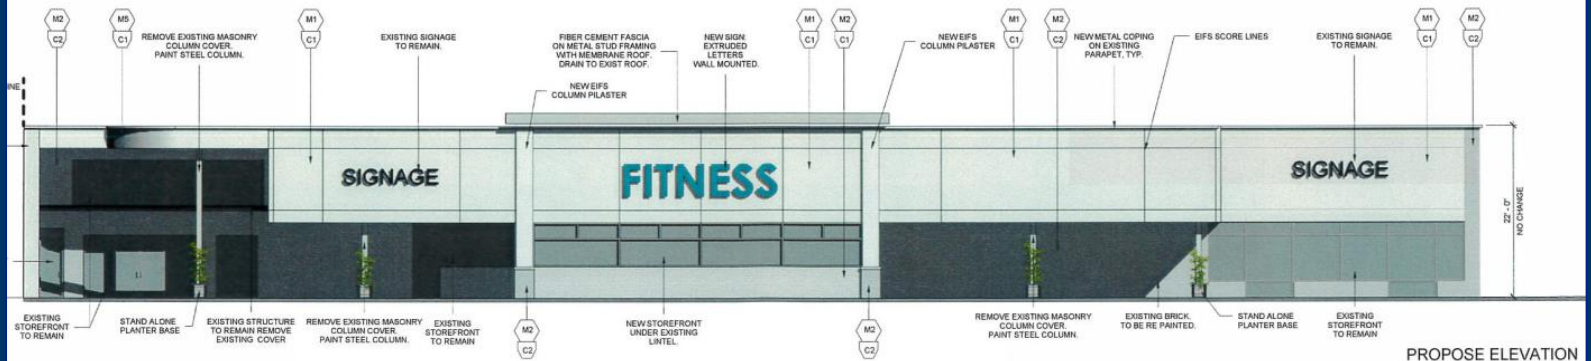 M2
C2
M5
C1
REMOVE EXISTING MASONRY
COLUMN COVER.
PAINT STEEL COLUMN.
M1
C1
EXISTING SIGNAGE
TO REMAIN.
FIBER CEMENT FASCIA
ON METAL STUD FRAMING
WITH MEMBRANE ROOF.
DRAIN TO EXIST ROOF.
NEW SIGN:
EXTRUDED
LETTERS
WALL MOUNTED.
M1
C1
M2
C1
NEW EIFS
COLUMN PILASTER
M1
C1
M2
C2
NEW METAL COPING
ON EXISTING
PARAPET, TYP.
EIFS SCORE LINES
EXISTING SIGNAGE
TO REMAIN.
M1
C1
M2
C2
INE
NEW EIFS
COLUMN PILASTER
SIGNAGE
FITNESS
SIGNAGE
22' - 0"
NO CHANGE
EXISTING
STOREFRONT
TO REMAIN
STAND ALONE
PLANTER BASE
EXISTING STRUCTURE
TO REMAIN REMOVE
EXISTING COVER
REMOVE EXISTING MASONRY
COLUMN COVER.
PAINT STEEL COLUMN.
EXISTING
STOREFRONT
TO REMAIN
M2
C2
NEW STOREFRONT
UNDER EXISTING
LINTEL.
M2
C2
REMOVE EXISTING MASONRY
COLUMN COVER.
PAINT STEEL COLUMN.
EXISTING BRICK.
TO BE RE PAINTED.
STAND ALONE
PLANTER BASE
EXISTING
STOREFRONT
TO REMAIN
PROPOSE ELEVATION